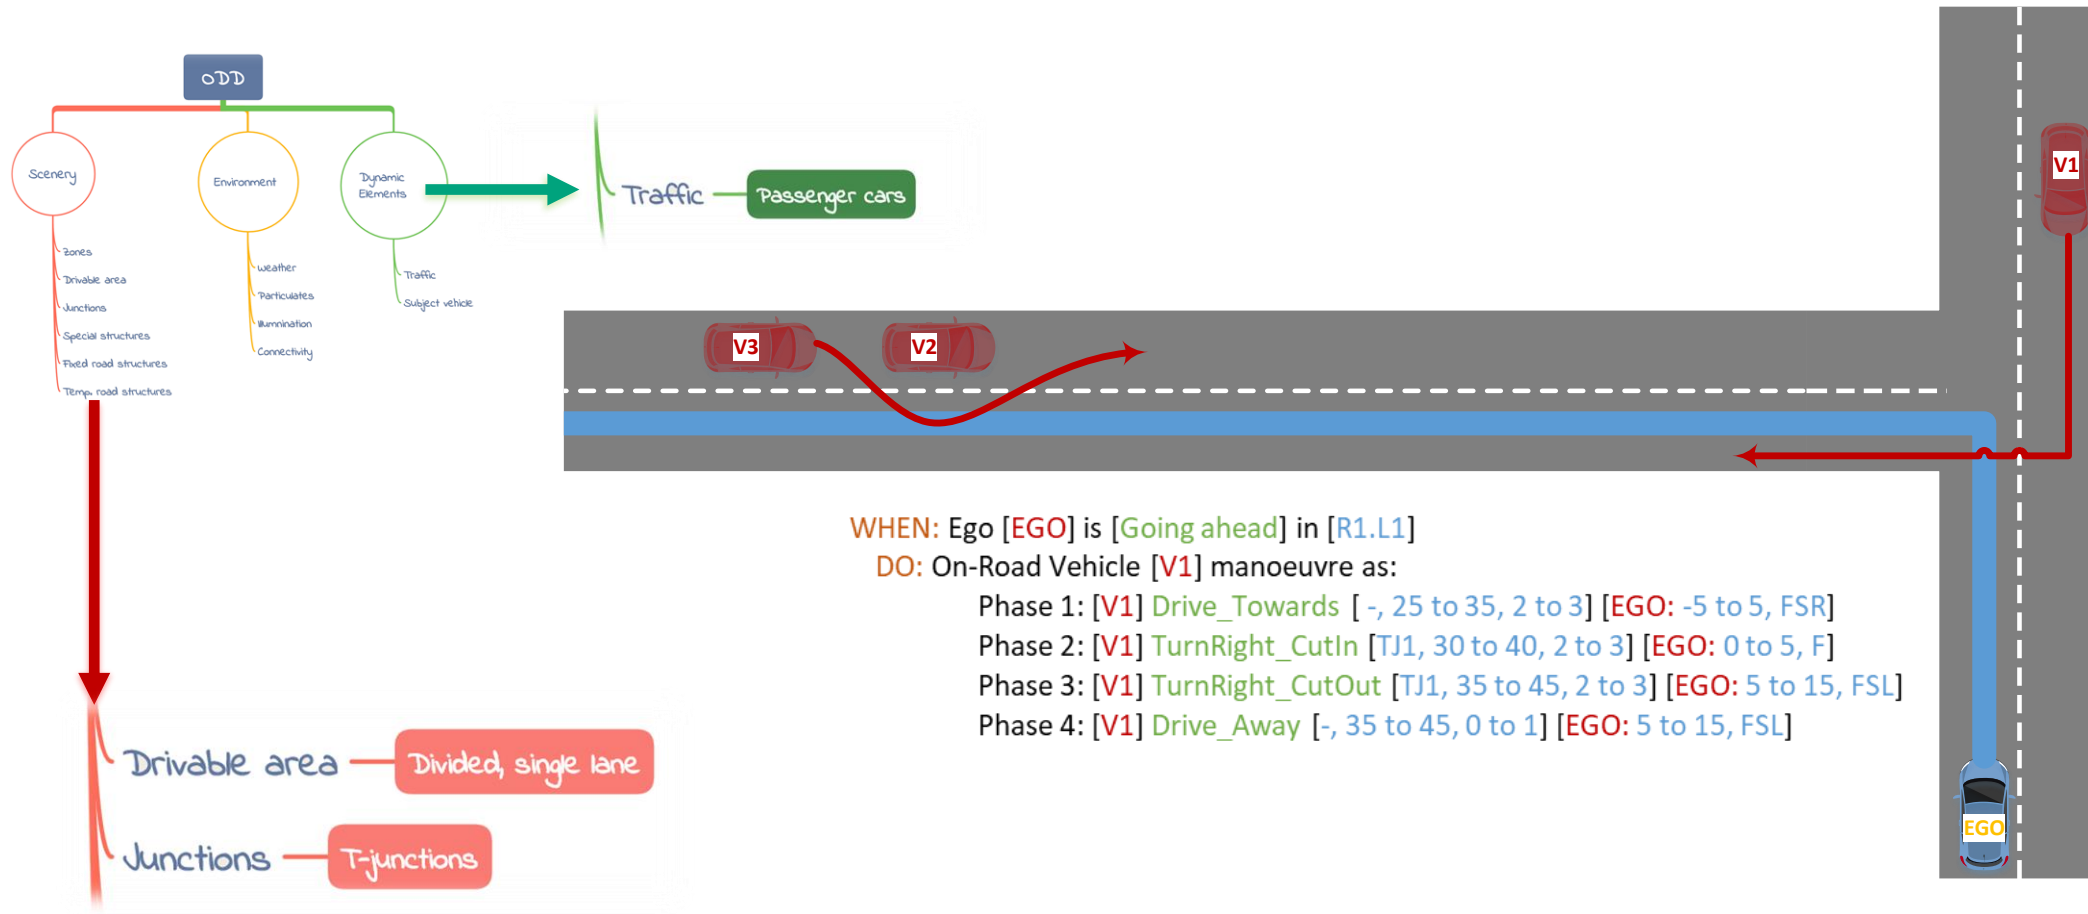 ODD
Scenery
Environment
Dynamic
Elements
Zones
Drivable area
Junctions
Special structures
Fixed road structures
Temp. road structures
Weather
Particulates
Illumnination
Connectivity
Traffic
Subject vehicle
Traffic
Passenger cars
Drivable area
Divided, single lane
Junctions
T-junctions
V1
V3
V2
EGO
WHEN: Ego [EGO] is [Going ahead] in [R1.L1]
DO: On-Road Vehicle [V1] manoeuvre as:
Phase 1: [V1] Drive_Towards [ -, 25 to 35, 2 to 3] [EGO: -5 to 5, FSR]
Phase 2: [V1] TurnRight_CutIn [TJ1, 30 to 40, 2 to 3] [EGO: 0 to 5, F]
Phase 3: [V1] TurnRight_CutOut [TJ1, 35 to 45, 2 to 3] [EGO: 5 to 15, FSL]
Phase 4: [V1] Drive_Away [-, 35 to 45, 0 to 1] [EGO: 5 to 15, FSL]